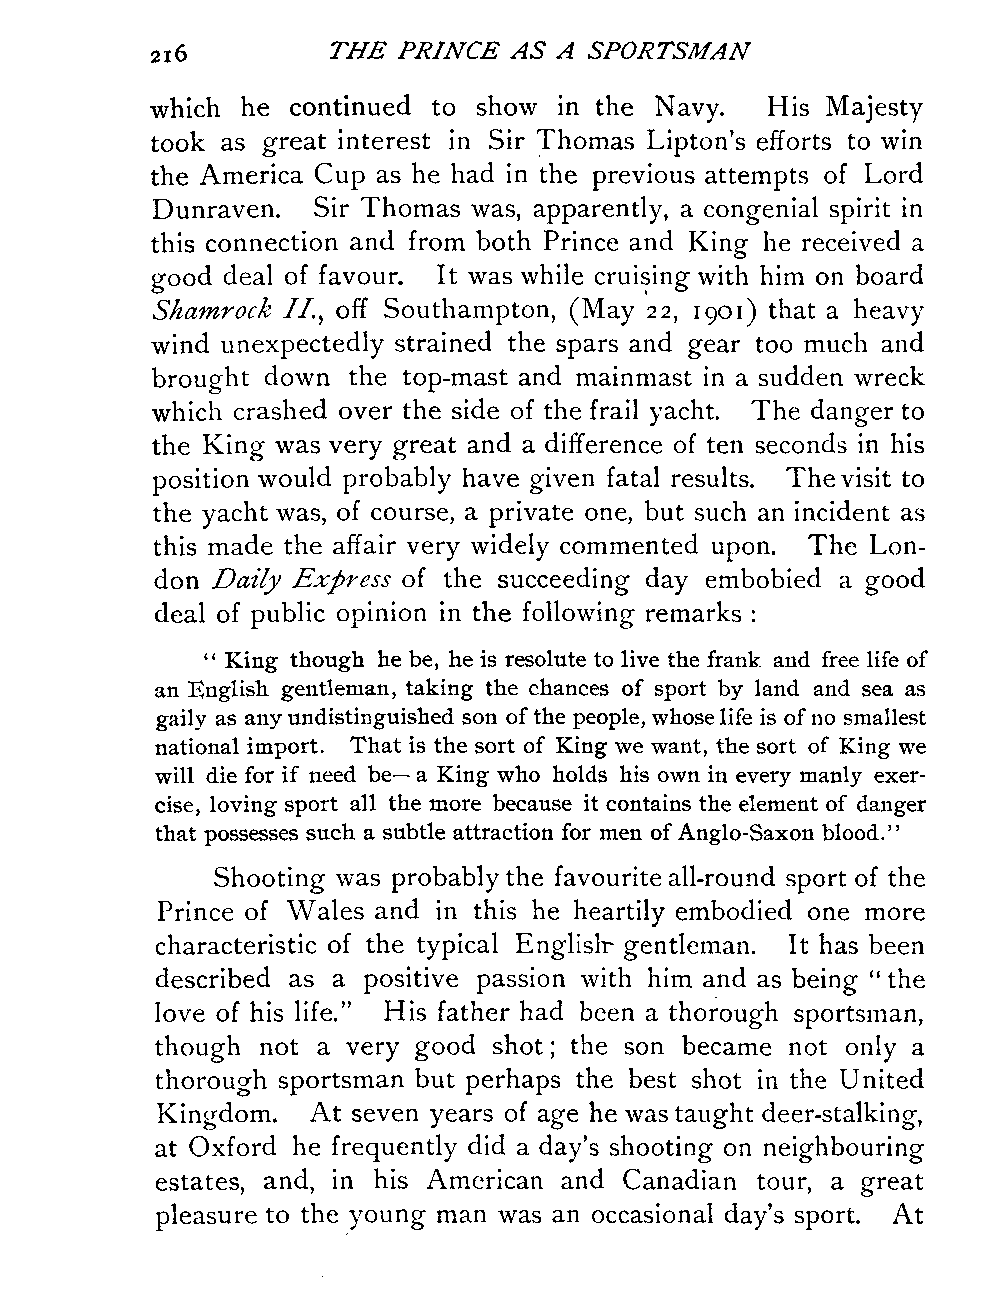 216 THE PRINCE AS A SPORTSMAN
which he continued to show in the Navy. His Majesty
took as great interest in Sir Thomas Lipton's efforts to win
the America Cup as he had in the previous attempts of Lord
Dunraven. Sir Thomas was, apparently, a congenial spirit in
this connection and from both Prince and King he received a
good deal of favour. It was while cruising with him on board
Shamrock II., off Southampton, (May 22, 1901) that a heavy
wind unexpectedly strained the spars and gear too much and
brought down the top-mast and mainmast in a sudden wreck
which crashed over the side of the frail yacht. The danger to
the King was very great and a difference of ten seconds in his
position would probably have given fatal results. The visit to
the yacht was, of course, a private one, but such an incident as
this made the affair very widely commented upon. The Lon-
don Daily Express of the succeeding day embobied a good
deal of public opinion in the following remarks :
“ King though he be, he is resolute to live the frank and free life of
an English gentleman, taking the chances of sport by land and sea as
gaily as any undistinguished son of the people, whose life is of no smallest
national import. That is the sort of King we want, the sort of King we
will die for if need be—a King who holds his own in every manly exer-
cise, loving sport all the more because it contains the element of danger
that possesses such a subtle attraction for men of Anglo-Saxon blood.”
Shooting was probably the favourite all-round sport of the
Prince of Wales and in this he heartily embodied one more
characteristic of the typical English gentleman. It has been
described as a positive passion with him and as being “the
love of his life.” His father had been a thorough sportsman,
though not a very good shot; the son became not only a
thorough sportsman but perhaps the best shot in the United
Kingdom. At seven years of age he was taught deer-stalking,
at Oxford he frequently did a day's shooting on neighbouring
estates, and, in his American and Canadian tour, a great
pleasure to the young man was an occasional day's sport. At